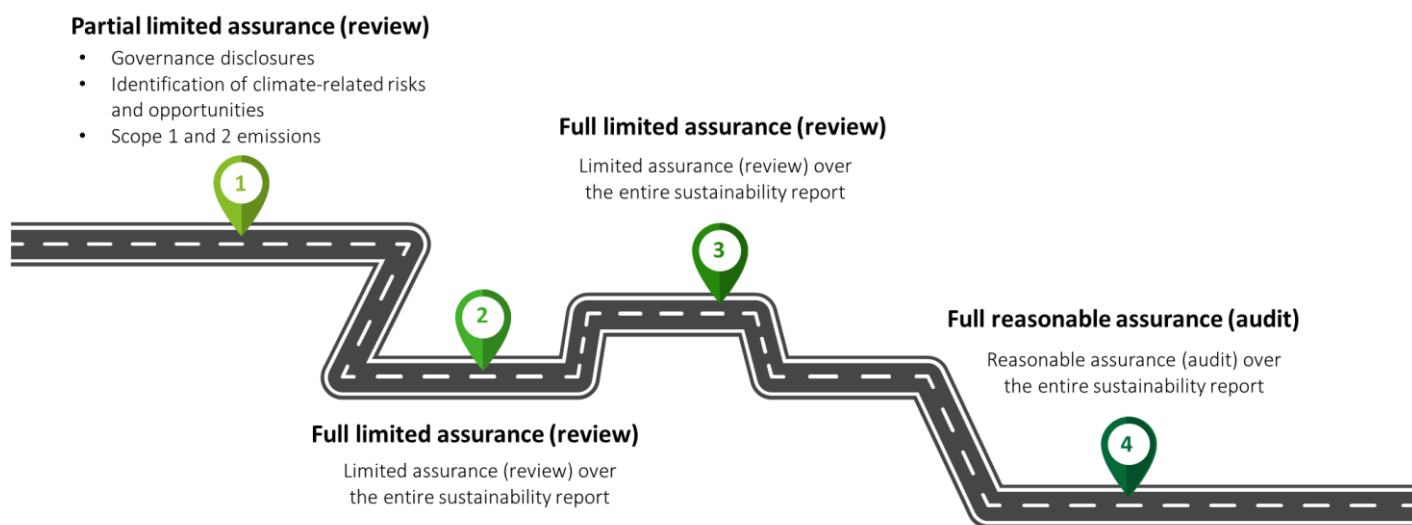 Partial limited assurance (review)
• Governance disclosures
• Identification of climate-related risks
and opportunities
• Scope 1 and 2 emissions
1
2
Full limited assurance (review)
Limited assurance (review) over
the entire sustainability report
Full limited assurance (review)
Limited assurance (review) over
the entire sustainability report
3
Full reasonable assurance (audit)
Reasonable assurance (audit) over
the entire sustainability report
4